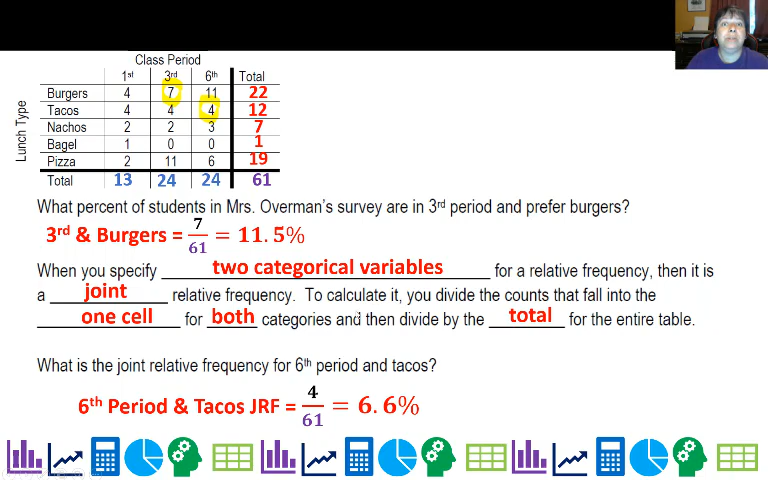 Class Period
1st 3rd 6th Total
Burgers 4 7 11 22
Tacos 4 4 4 12
Nachos 2 2 3 7
Bagel 1 0 0 1
Pizza 2 11 6 19
Total 13 24 24 61
Lunch Type
What percent of students in Mrs. Overman's survey are in 3rd period and prefer burgers?
3rd & Burgers = 7/61 = 11.5%
When you specify two categorical variables for a relative frequency, then it is
a joint relative frequency. To calculate it, you divide the counts that fall into the
one cell for both categories and then divide by the total for the entire table.
What is the joint relative frequency for 6th period and tacos?
6th Period & Tacos JRF = 4/61 = 6.6%